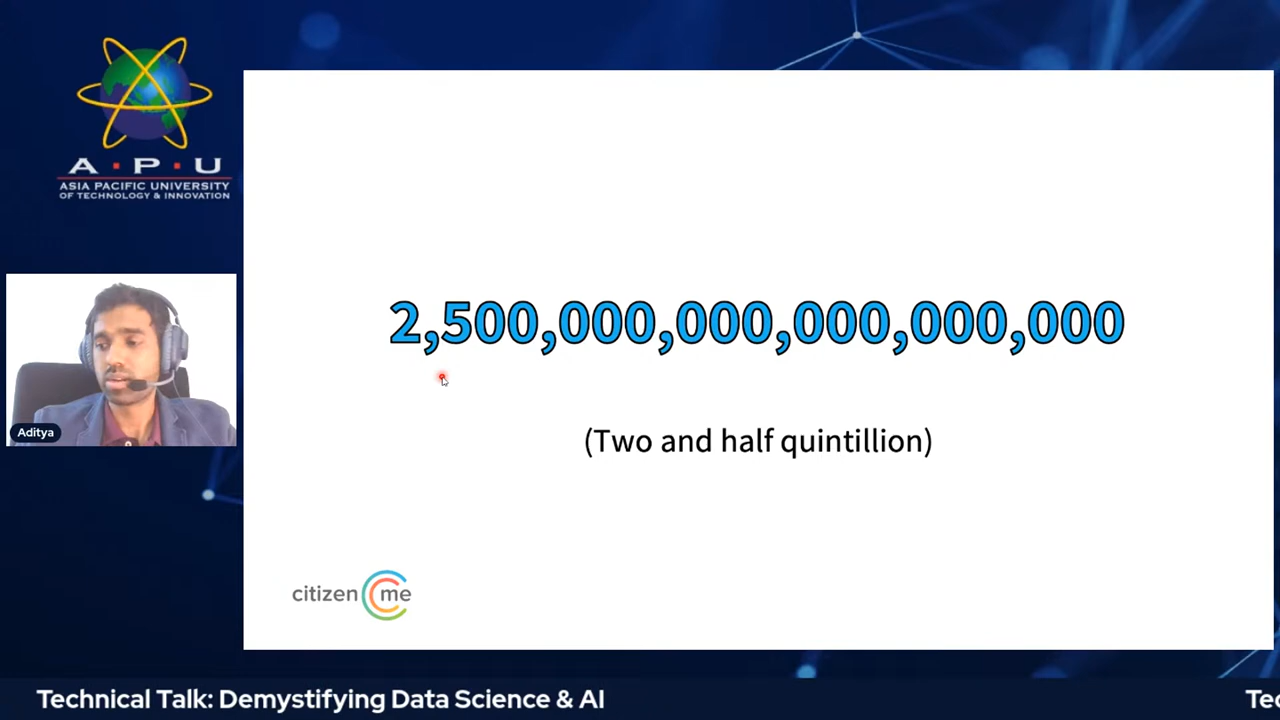 A · P · U
ASIA PACIFIC UNIVERSITY
OF TECHNOLOGY & INNOVATION
2,500,000,000,000,000,000
Aditya
(Two and half quintillion)
citizen me
Technical Talk: Demystifying Data Science & AI
Tec